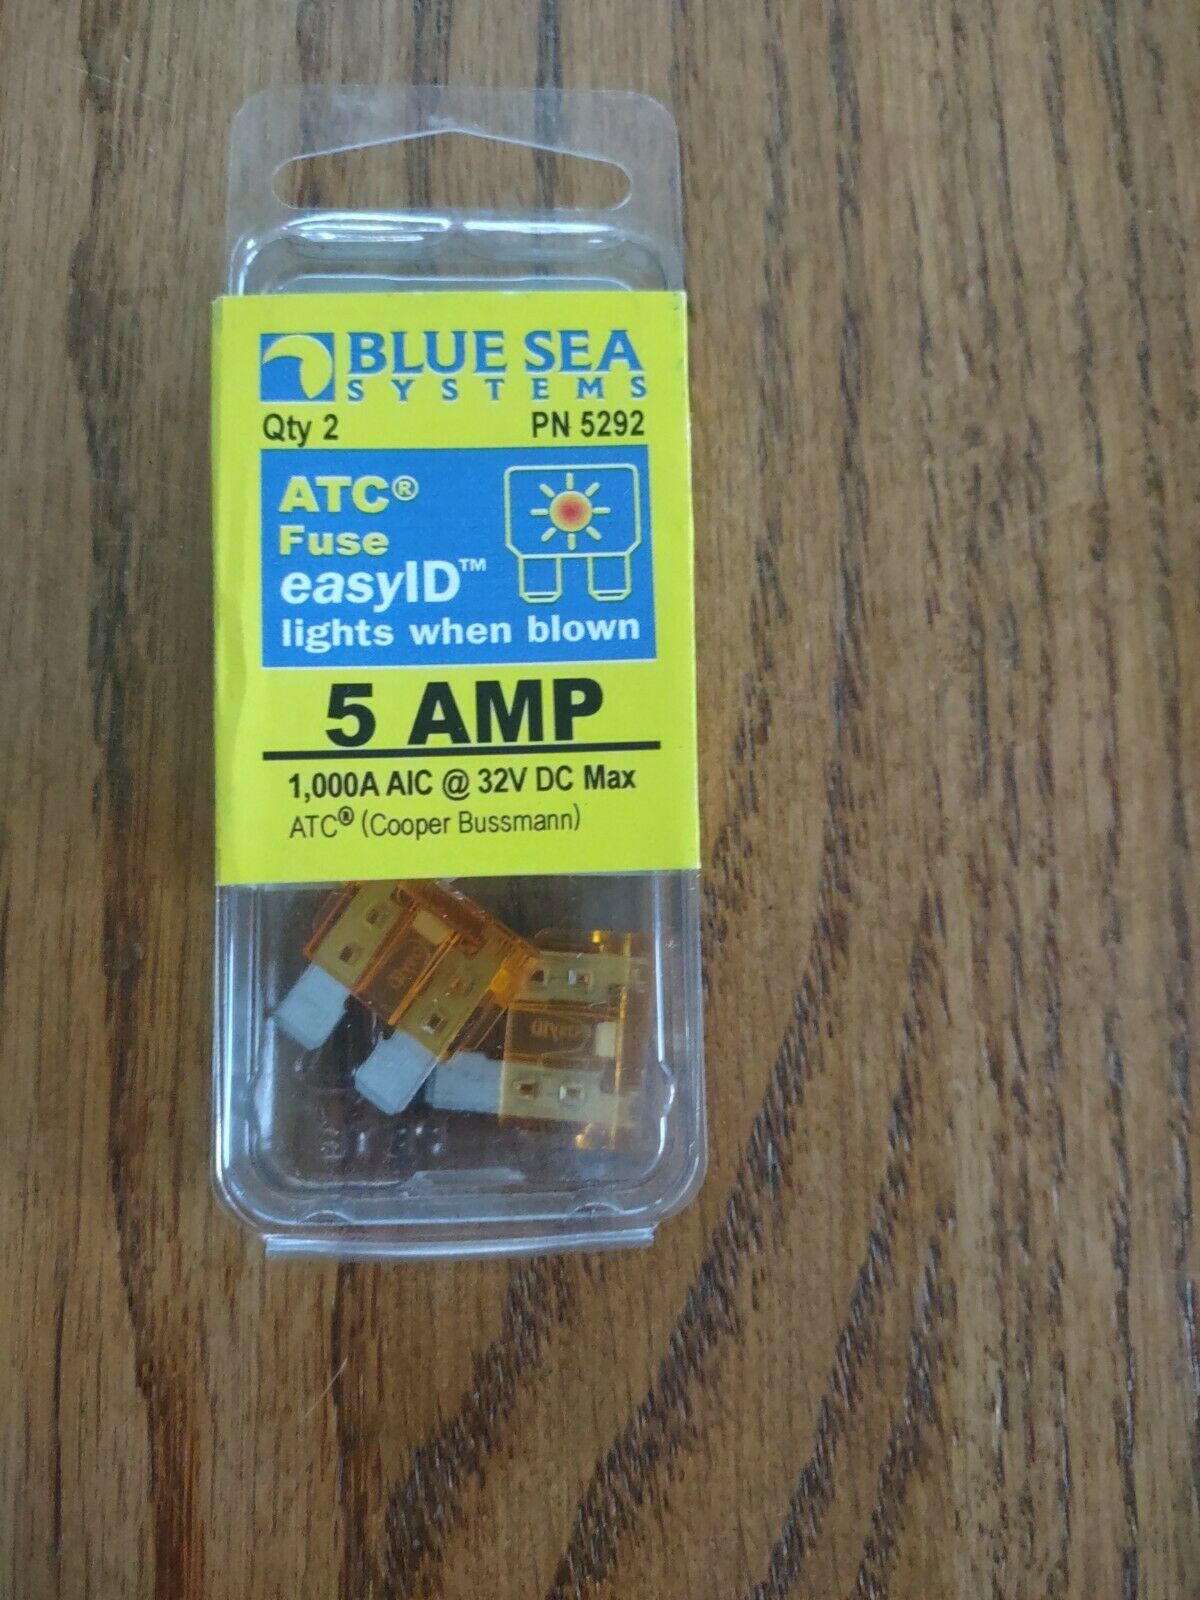 BLUE SEA
SYSTEMS
Qty 2 PN 5292
ATC®
Fuse
easyID™
lights when blown
5 AMP
1,000A AIC @ 32V DC Max
ATC® (Cooper Bussmann)